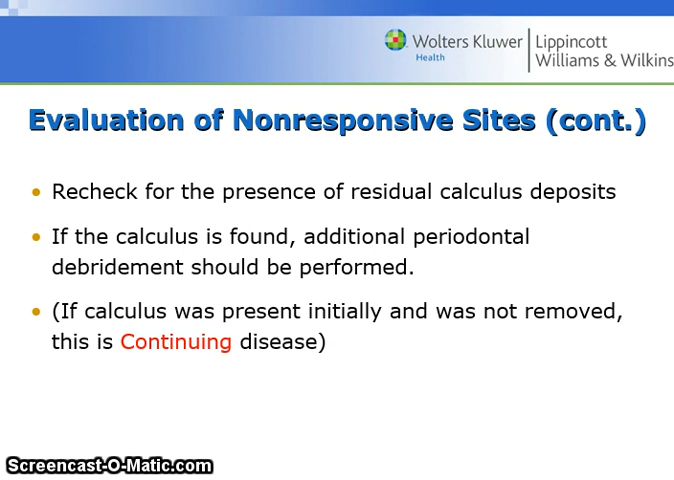 Wolters Kluwer
Health
Lippincott
Williams & Wilkins
Evaluation of Nonresponsive Sites (cont.)
• Recheck for the presence of residual calculus deposits
• If the calculus is found, additional periodontal
debridement should be performed.
• (If calculus was present initially and was not removed,
this is Continuing disease)
Screencast-O-Matic.com